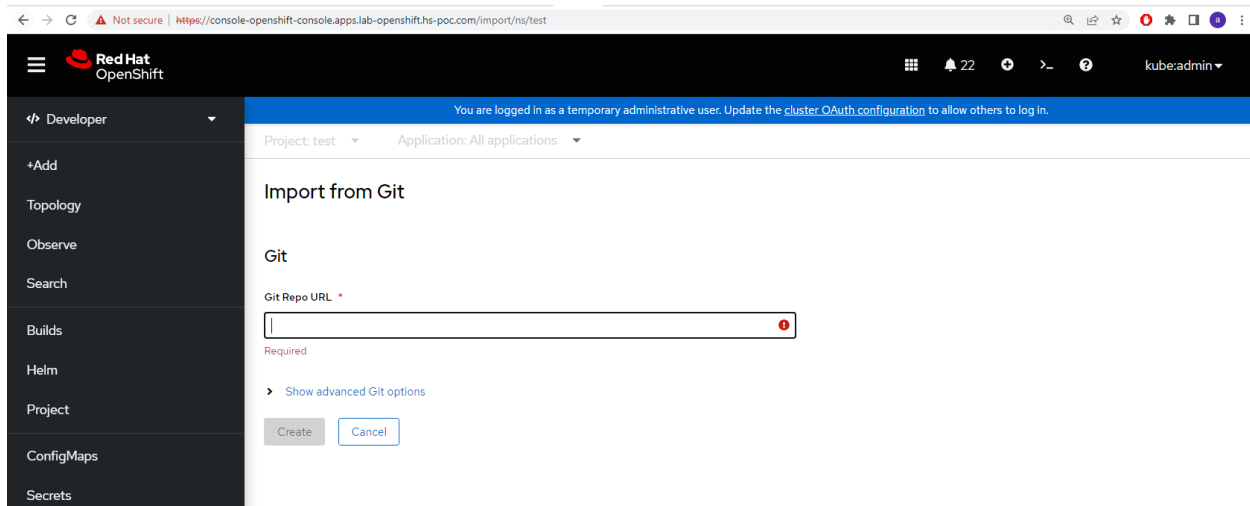 Not secure | https://console-openshift-console.apps.lab-openshift.hs-poc.com/import/ns/test
a
Red Hat
OpenShift
22
kube:admin
</> Developer
You are logged in as a temporary administrative user. Update the cluster OAuth configuration to allow others to log in.
Project: test Application: All applications
+Add
Import from Git
Topology
Observe
Git
Search
Git Repo URL *
Required
Builds
Helm
Show advanced Git options
Project
Create Cancel
ConfigMaps
Secrets